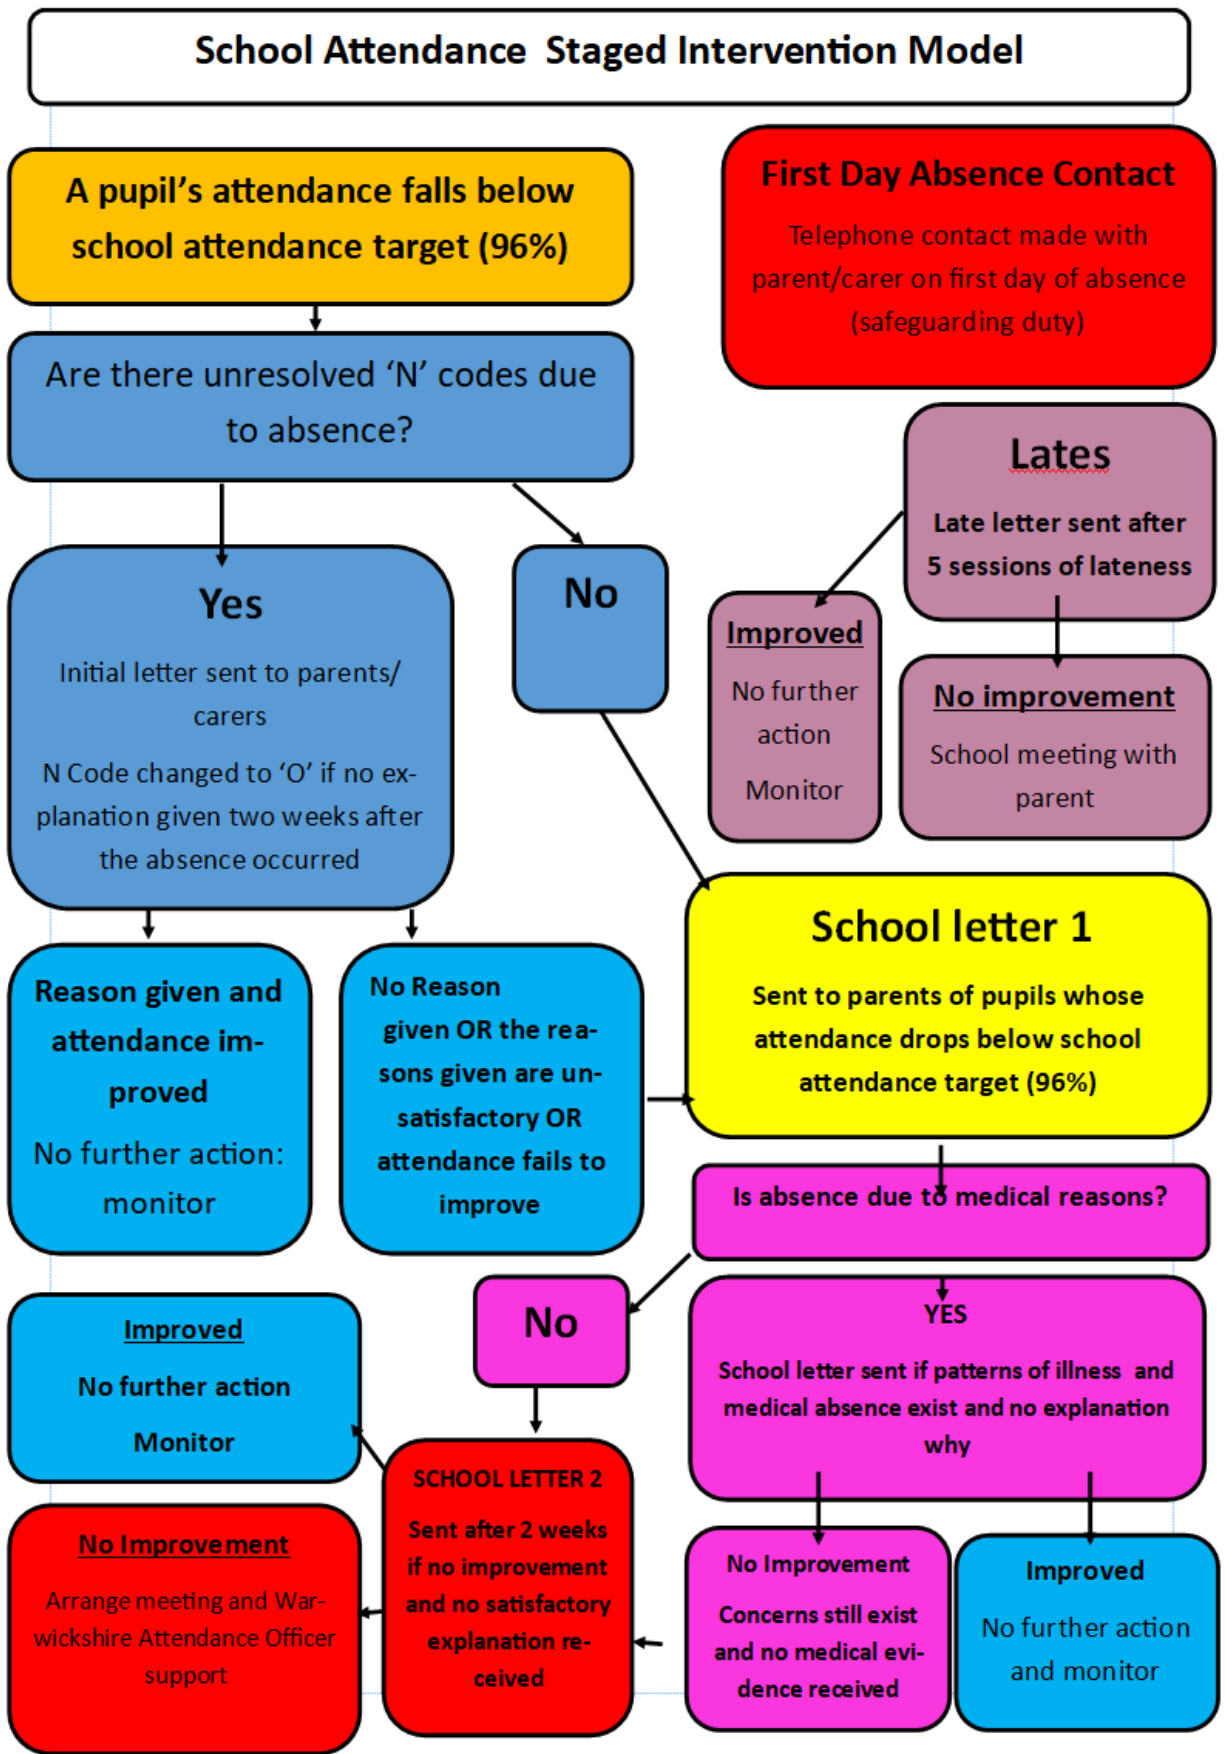 School Attendance  Staged Intervention Model
A pupil’s attendance falls below
school attendance target (96%)
First Day Absence Contact
Telephone contact made with
parent/carer on first day of absence
(safeguarding duty)
Are there unresolved ‘N’ codes due
to absence?
Lates
Late letter sent after
5 sessions of lateness
Yes
Initial letter sent to parents/
carers
N Code changed to ‘O’ if no ex-
planation given two weeks after
the absence occurred
No
Improved
No further
action
Monitor
No improvement
School meeting with
parent
School letter 1
Sent to parents of pupils whose
attendance drops below school
attendance target (96%)
Reason given and
attendance im-
proved
No further action:
monitor
No Reason
given OR the rea-
sons given are un-
satisfactory OR
attendance fails to
improve
Is absence due to medical reasons?
No
YES
School letter sent if patterns of illness  and
medical absence exist and no explanation
why
Improved
No further action
Monitor
SCHOOL LETTER 2
Sent after 2 weeks
if no improvement
and no satisfactory
explanation re-
ceived
No Improvement
Arrange meeting and War-
wickshire Attendance Officer
support
No Improvement
Concerns still exist
and no medical evi-
dence received
Improved
No further action
and monitor